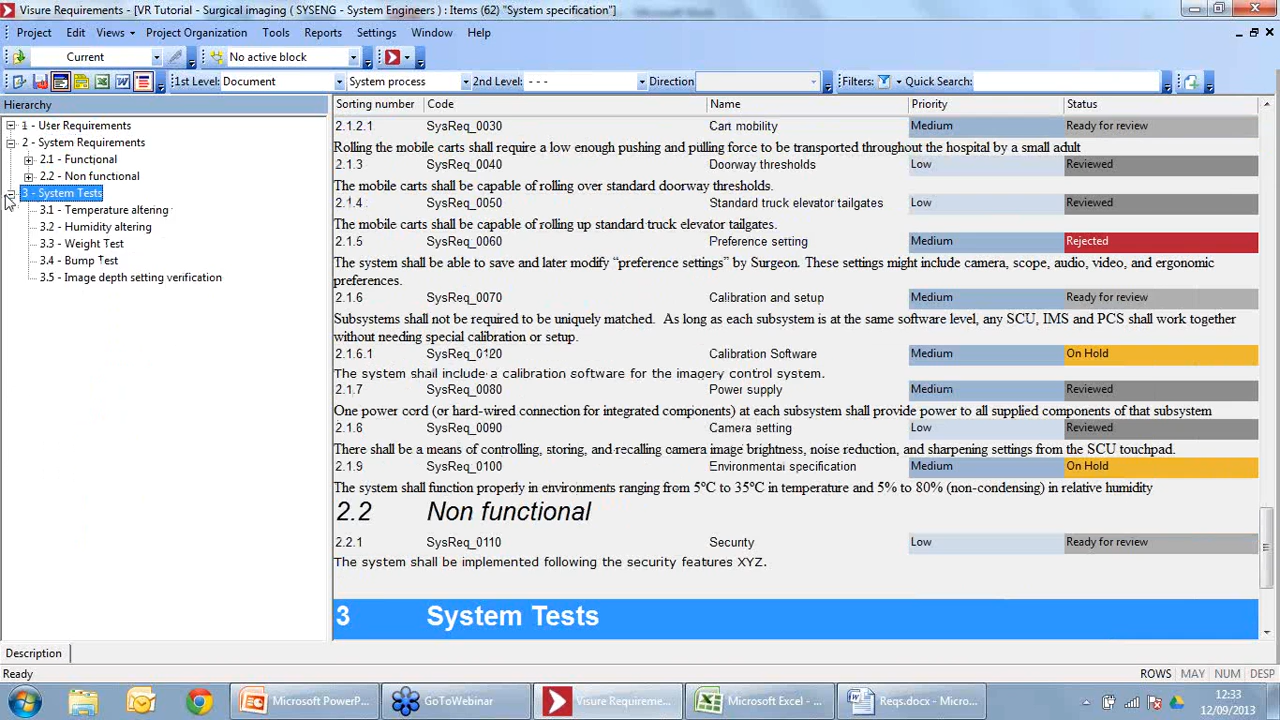 Visure Requirements - [VR Tutorial - Surgical imaging ( SYSENG - System Engineers ) : Items (62) "System specification"]
Project Edit Views Project Organization Tools Reports Settings Window Help
Current No active block
1st Level: Document System process 2nd Level: - - - Direction Filters: Quick Search:
Hierarchy
1 - User Requirements
2 - System Requirements
2.1 - Functional
2.2 - Non functional
3 - System Tests
3.1 - Temperature altering
3.2 - Humidity altering
3.3 - Weight Test
3.4 - Bump Test
3.5 - Image depth setting verification
Sorting number Code Name Priority Status
2.1.2.1 SysReq_0030 Cart mobility Medium Ready for review
Rolling the mobile carts shall require a low enough pushing and pulling force to be transported throughout the hospital by a small adult
2.1.3 SysReq_0040 Doorway thresholds Low Reviewed
The mobile carts shall be capable of rolling over standard doorway thresholds.
2.1.4 SysReq_0050 Standard truck elevator tailgates Low Reviewed
The mobile carts shall be capable of rolling up standard truck elevator tailgates.
2.1.5 SysReq_0060 Preference setting Medium Rejected
The system shall be able to save and later modify “preference settings” by Surgeon. These settings might include camera, scope, audio, video, and ergonomic
preferences.
2.1.6 SysReq_0070 Calibration and setup Medium Ready for review
Subsystems shall not be required to be uniquely matched. As long as each subsystem is at the same software level, any SCU, IMS and PCS shall work together
without needing special calibration or setup.
2.1.6.1 SysReq_0120 Calibration Software Medium On Hold
The system shall include a calibration software for the imagery control system.
2.1.7 SysReq_0080 Power supply Medium Reviewed
One power cord (or hard-wired connection for integrated components) at each subsystem shall provide power to all supplied components of that subsystem
2.1.8 SysReq_0090 Camera setting Low Reviewed
There shall be a means of controlling, storing, and recalling camera image brightness, noise reduction, and sharpening settings from the SCU touchpad.
2.1.9 SysReq_0100 Environmental specification Medium On Hold
The system shall function properly in environments ranging from 5°C to 35°C in temperature and 5% to 80% (non-condensing) in relative humidity
2.2 Non functional
2.2.1 SysReq_0110 Security Low Ready for review
The system shall be implemented following the security features XYZ.
3 System Tests
Description
Ready ROWS MAY NUM DESP
Microsoft PowerP... GoToWebinar Visure Requireme... Microsoft Excel - ... Reqs.docx - Micros... 12:33
12/09/2013